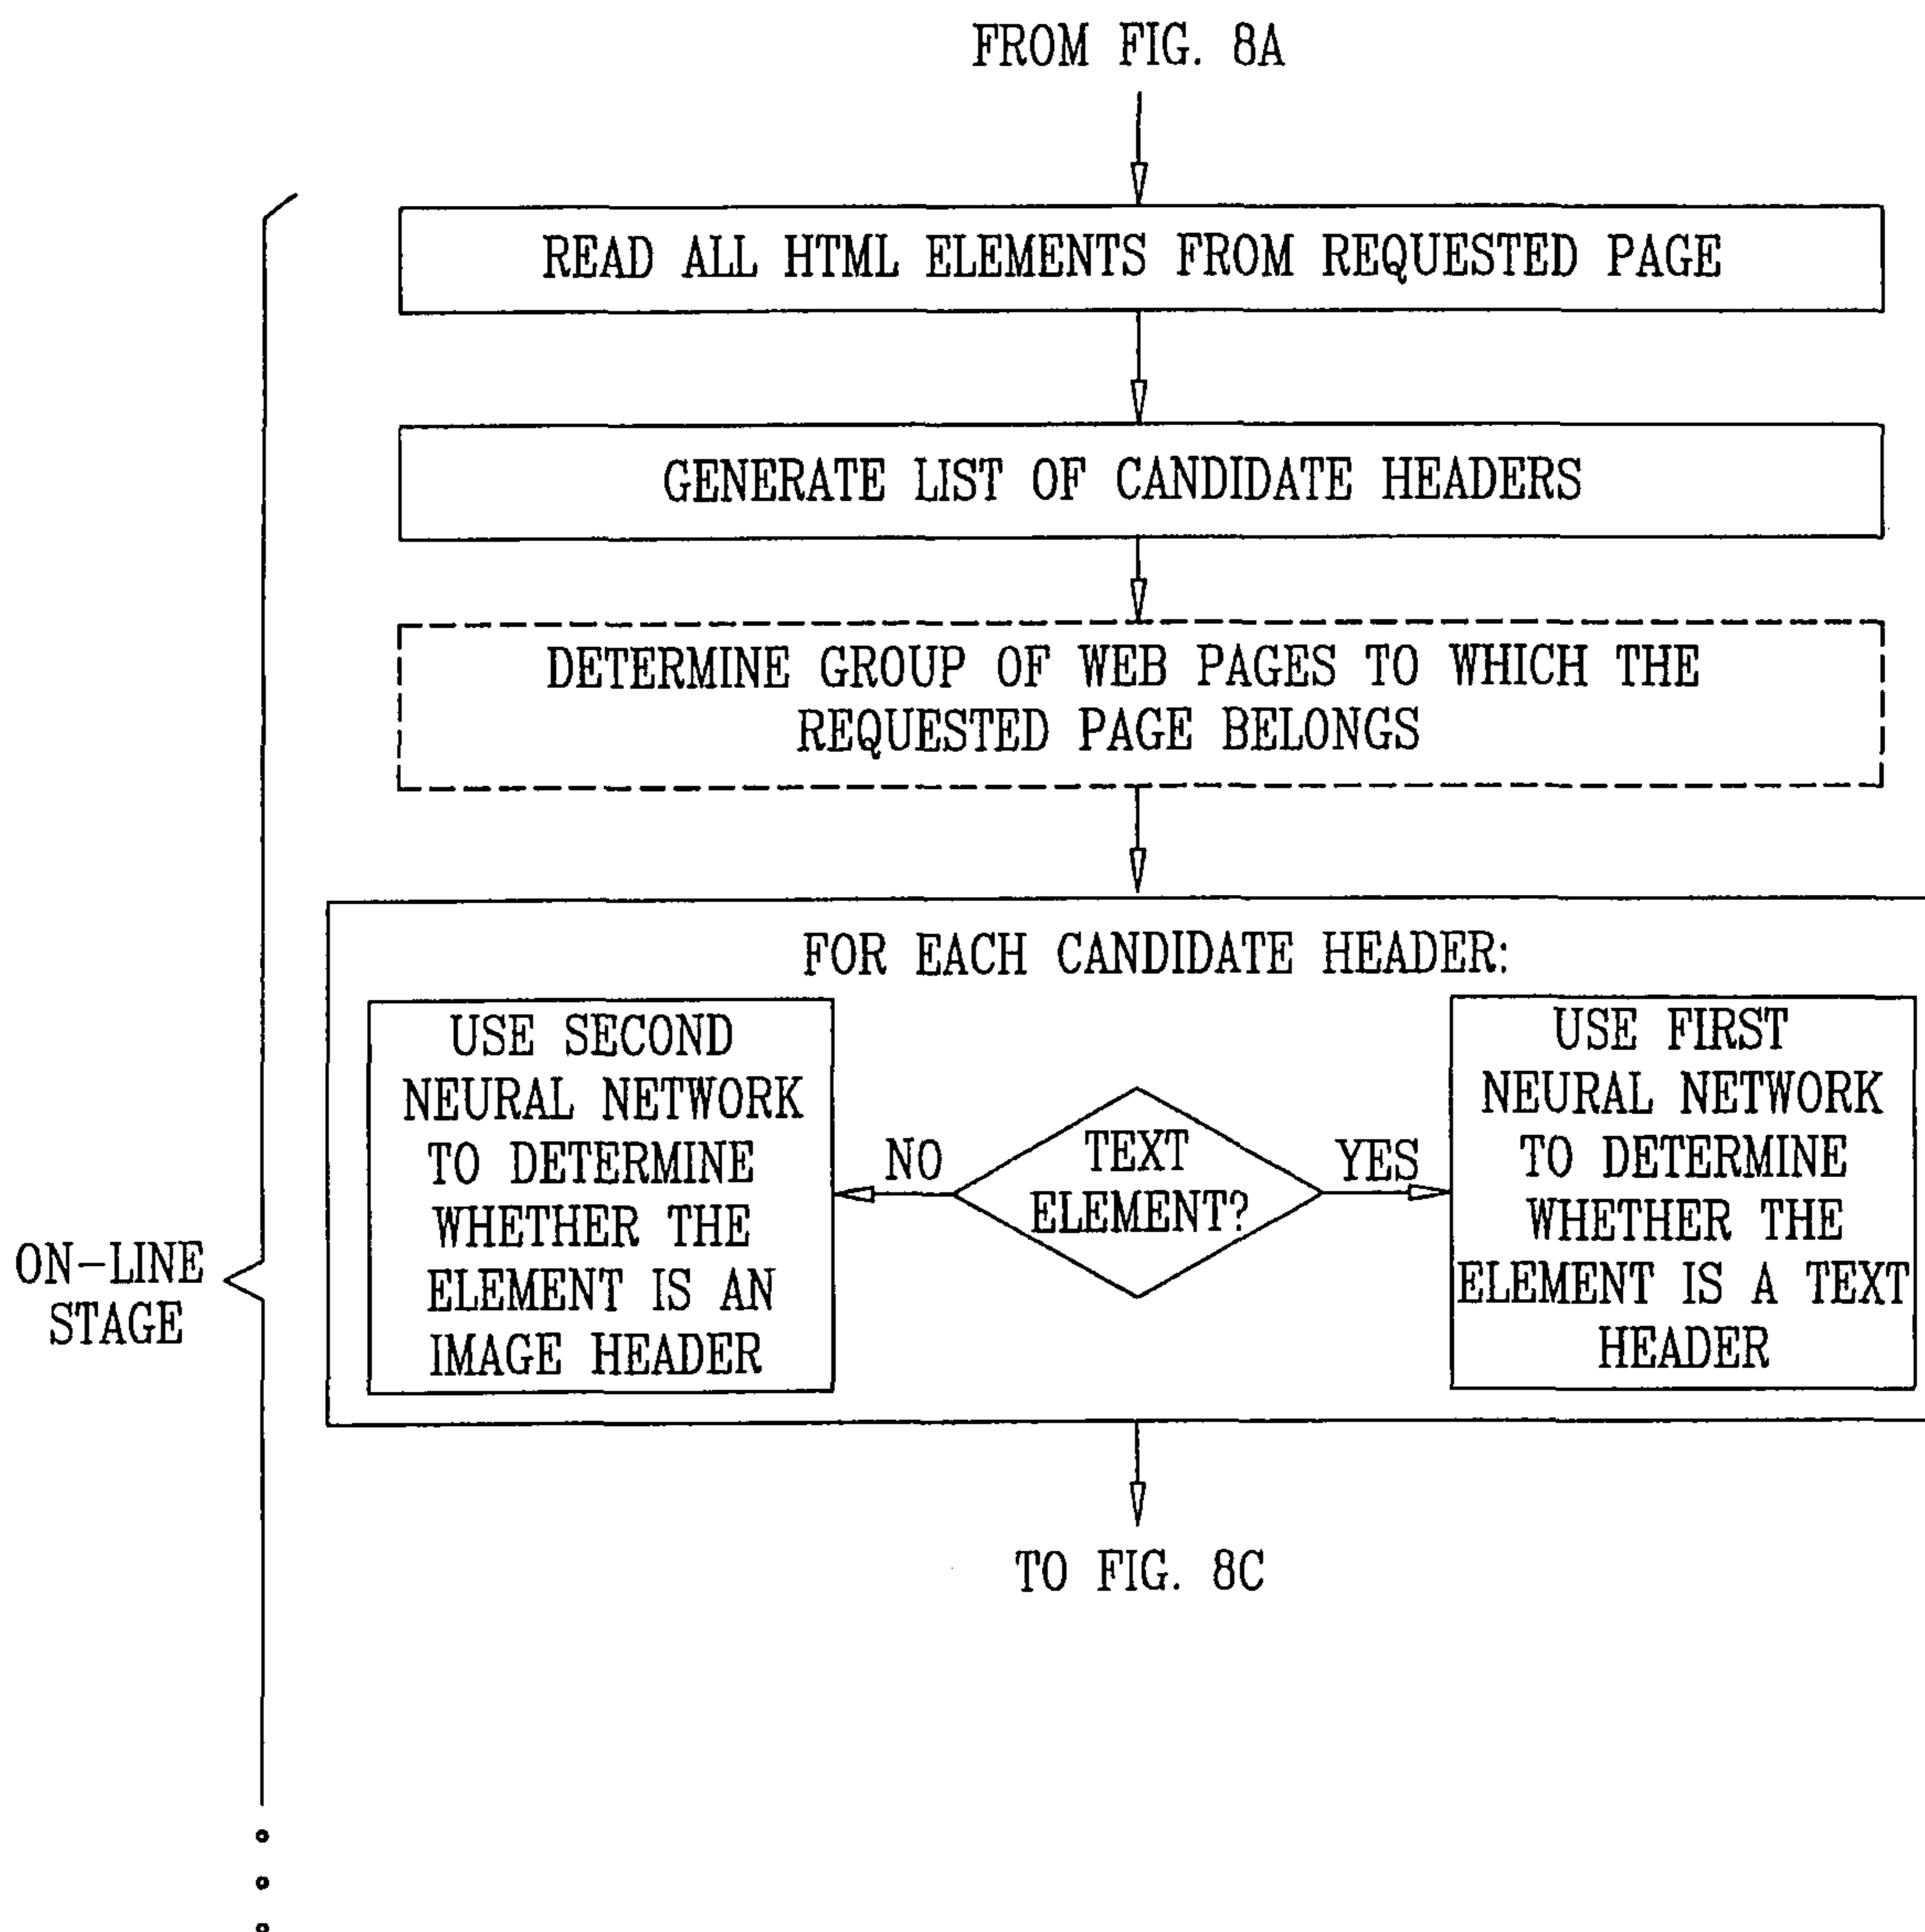 FROM FIG. 8A
READ ALL HTML ELEMENTS FROM REQUESTED PAGE
GENERATE LIST OF CANDIDATE HEADERS
DETERMINE GROUP OF WEB PAGES TO WHICH THE
REQUESTED PAGE BELONGS
FOR EACH CANDIDATE HEADER:
USE SECOND
NEURAL NETWORK
TO DETERMINE
WHETHER THE
ELEMENT IS AN
IMAGE HEADER
NO
TEXT
ELEMENT?
YES
USE FIRST
NEURAL NETWORK
TO DETERMINE
WHETHER THE
ELEMENT IS A TEXT
HEADER
ON-LINE
STAGE
TO FIG. 8C